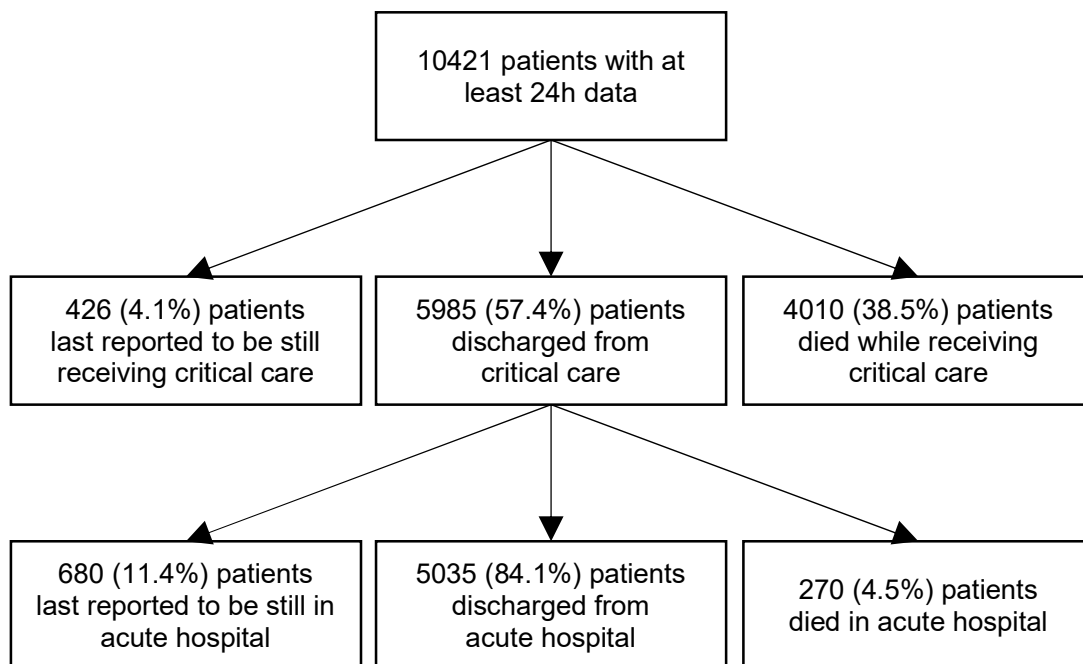 10421 patients with at
least 24h data
426 (4.1%) patients
last reported to be still
receiving critical care
5985 (57.4%) patients
discharged from
critical care
4010 (38.5%) patients
died while receiving
critical care
680 (11.4%) patients
last reported to be still in
acute hospital
5035 (84.1%) patients
discharged from
acute hospital
270 (4.5%) patients
died in acute hospital